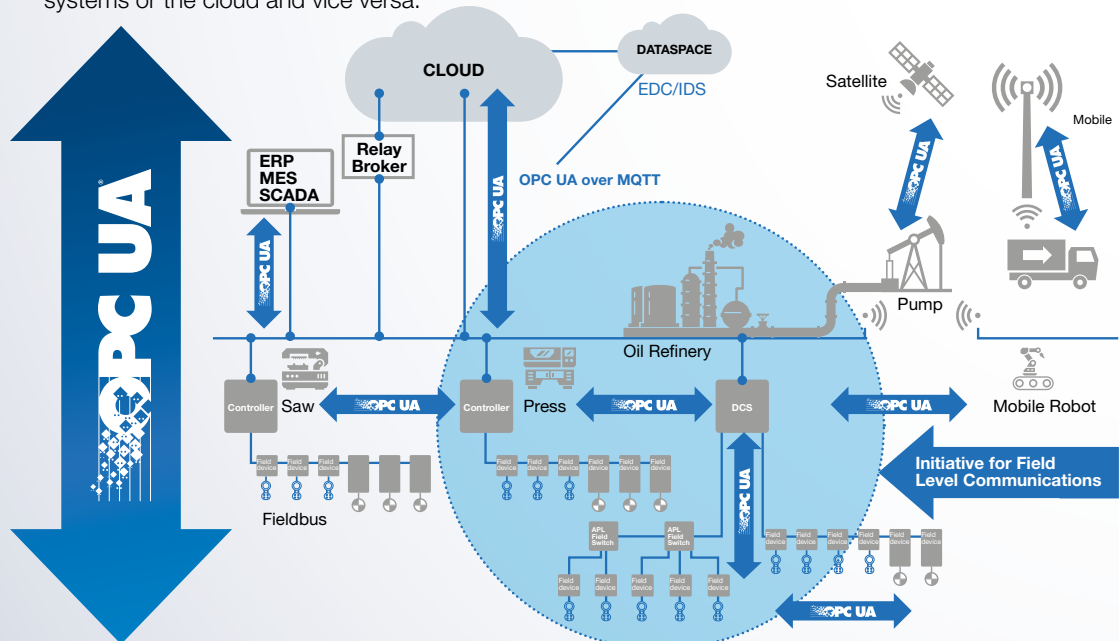 systems or the cloud and vice versa.
OPC UA
CLOUD
DATASPACE
EDC/IDS
Satellite
Mobile
OPC UA
OPC UA
ERP
MES
SCADA
Relay
Broker
OPC UA over MQTT
OPC UA
OPC UA
Pump
Oil Refinery
Controller
Saw
OPC UA
Controller
Press
OPC UA
DCS
OPC UA
Mobile Robot
Initiative for Field
Level Communications
Field
device
Field
device
Field
device
Fieldbus
Field
device
Field
device
Field
device
Field
device
Field
device
Field
device
OPC UA
APL
Field
Switch
APL
Field
Switch
Field
device
Field
device
Field
device
Field
device
Field
device
Field
device
Field
device
Field
device
Field
device
Field
device
Field
device
OPC UA